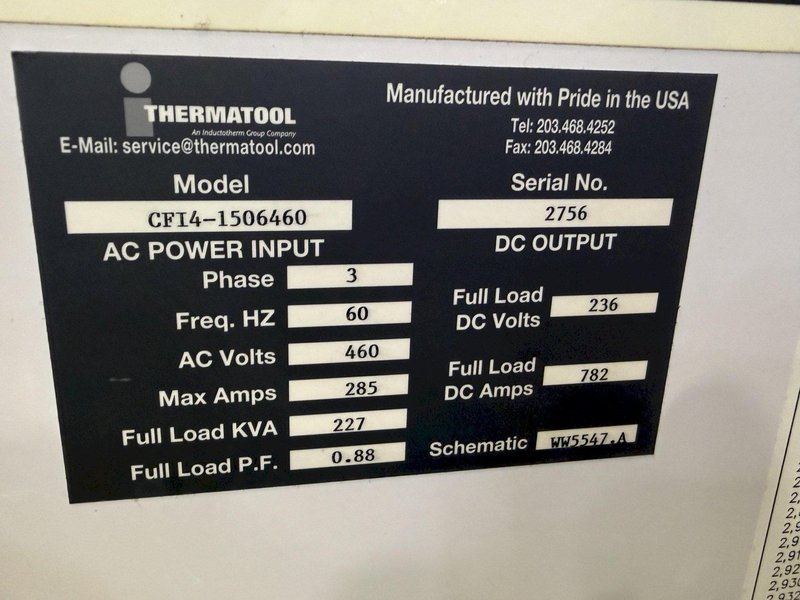 THERMATOOL
An Inductotherm Group Company
E-Mail: service@thermatool.com
Manufactured with Pride in the USA
Tel: 203.468.4252
Fax: 203.468.4284
Model
CFI4-1506460
Serial No.
2756
AC POWER INPUT
Phase 3
Freq. HZ 60
AC Volts 460
Max Amps 285
Full Load KVA 227
Full Load P.F. 0.88
DC OUTPUT
Full Load
DC Volts 236
Full Load
DC Amps 782
Schematic WW5547.A